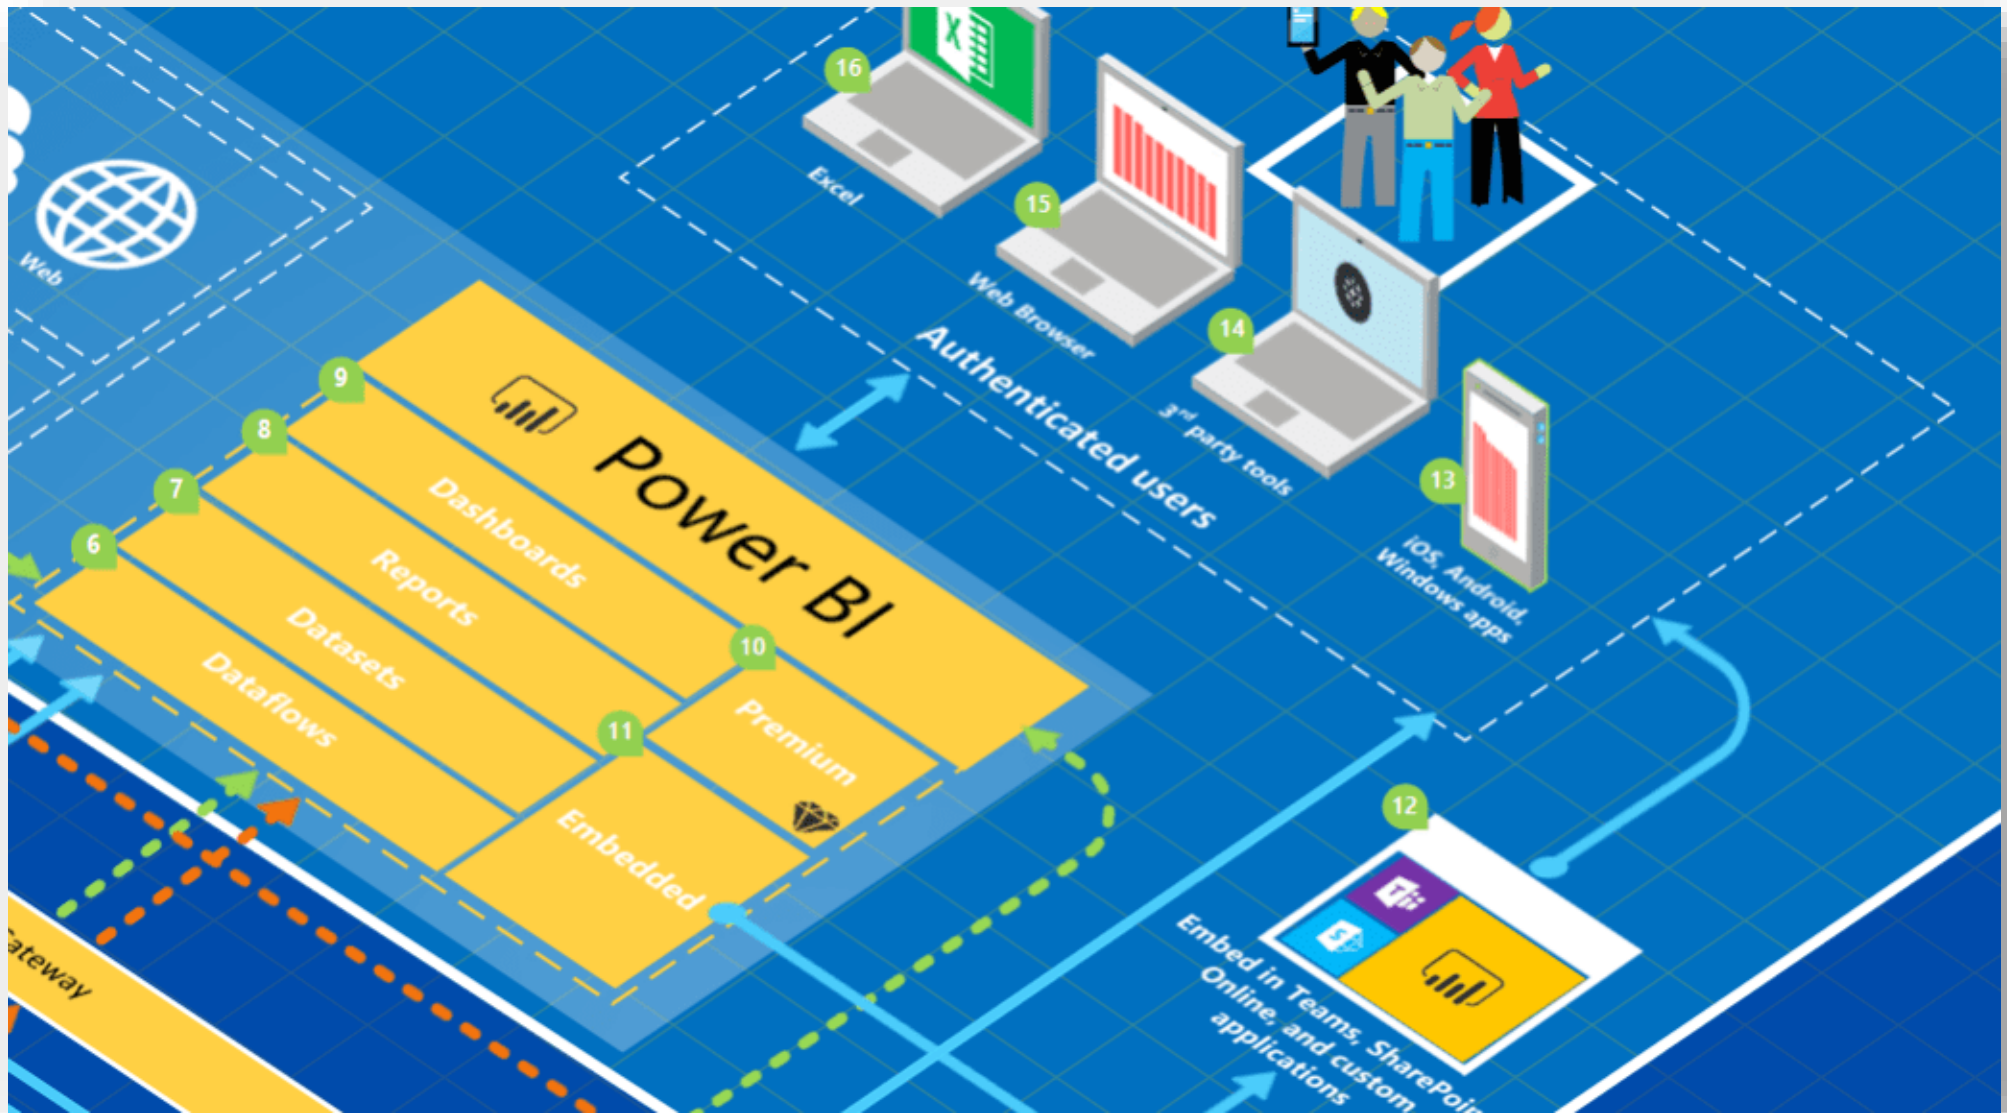 16
Excel
15
Web Browser
14
3rd party tools
13
iOS, Android,
Windows apps
Authenticated users
Web
Power BI
9
Dashboards
8
Reports
7
Datasets
6
Dataflows
10
Premium
11
Embedded
12
Embed in Teams, SharePoin
Online, and custom
applications
ateway